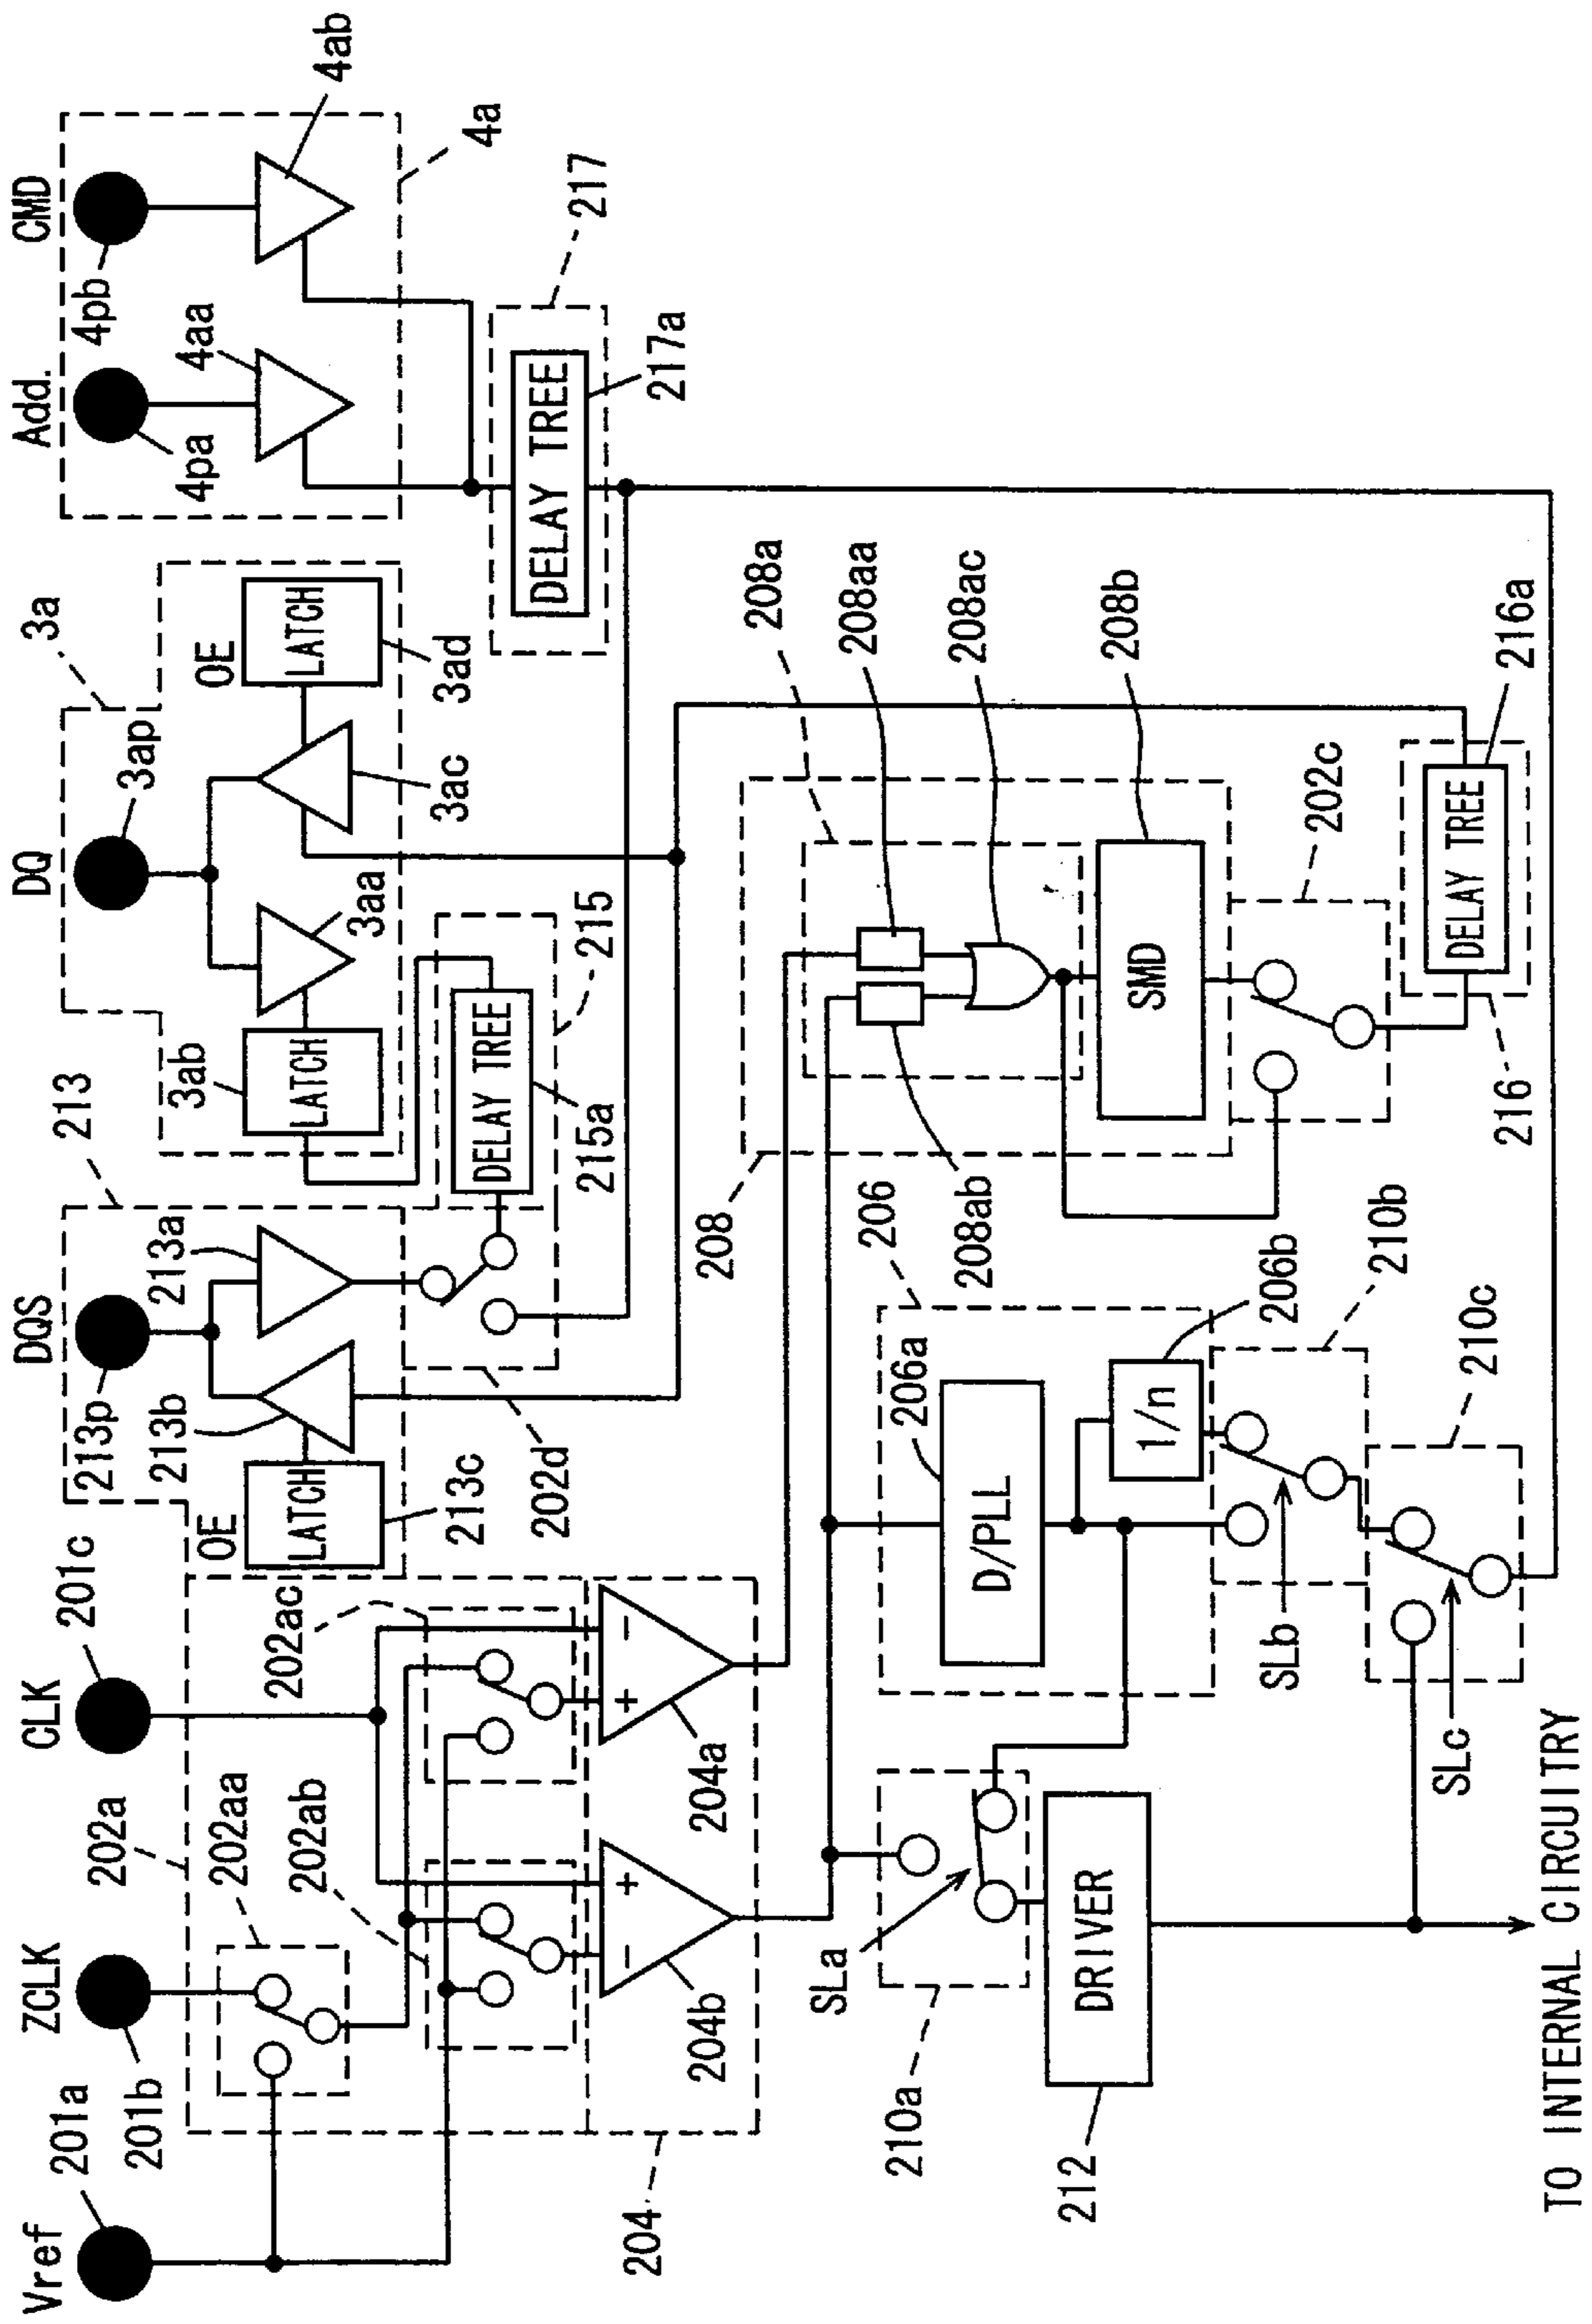 Vref
201a
ZCLK
201b
CLK
201c
DQS
213p
213
DQ
3ap
3a
Add.
4pa
CMD
4pb
4ab
4aa
4a
202a
202aa
202ab
202ac
OE
LATCH
213c
213b
213a
202d
3ab
LATCH
3aa
3ac
OE
LATCH
3ad
DELAY TREE
215a
215
DELAY TREE
217a
217
204
204b
- +
204a
+ -
210a
SLa
DRIVER
212
206
206a
D/PLL
206b
1/n
210b
SLb
210c
SLc
208
208ab
208a
208aa
208ac
208b
SMD
202c
216
DELAY TREE
216a
TO INTERNAL CIRCUITRY